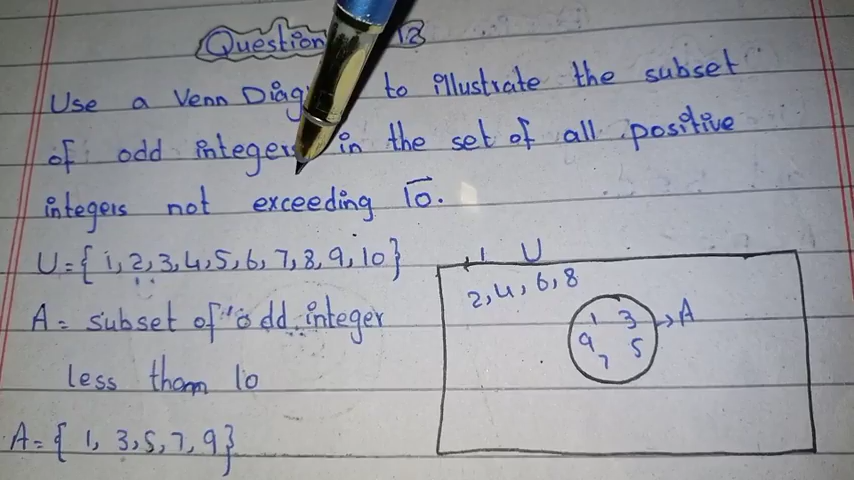 Question 12
Use a Venn Diag to illustrate the subset
of odd integers in the set of all positive
integers not exceeding 10.
U={ 1, 2, 3, 4, 5, 6, 7, 8, 9, 10 }
A = subset of odd integer
less than 10
A={ 1, 3, 5, 7, 9}
U
2, 4, 6, 8
1 3
9 5
7
A